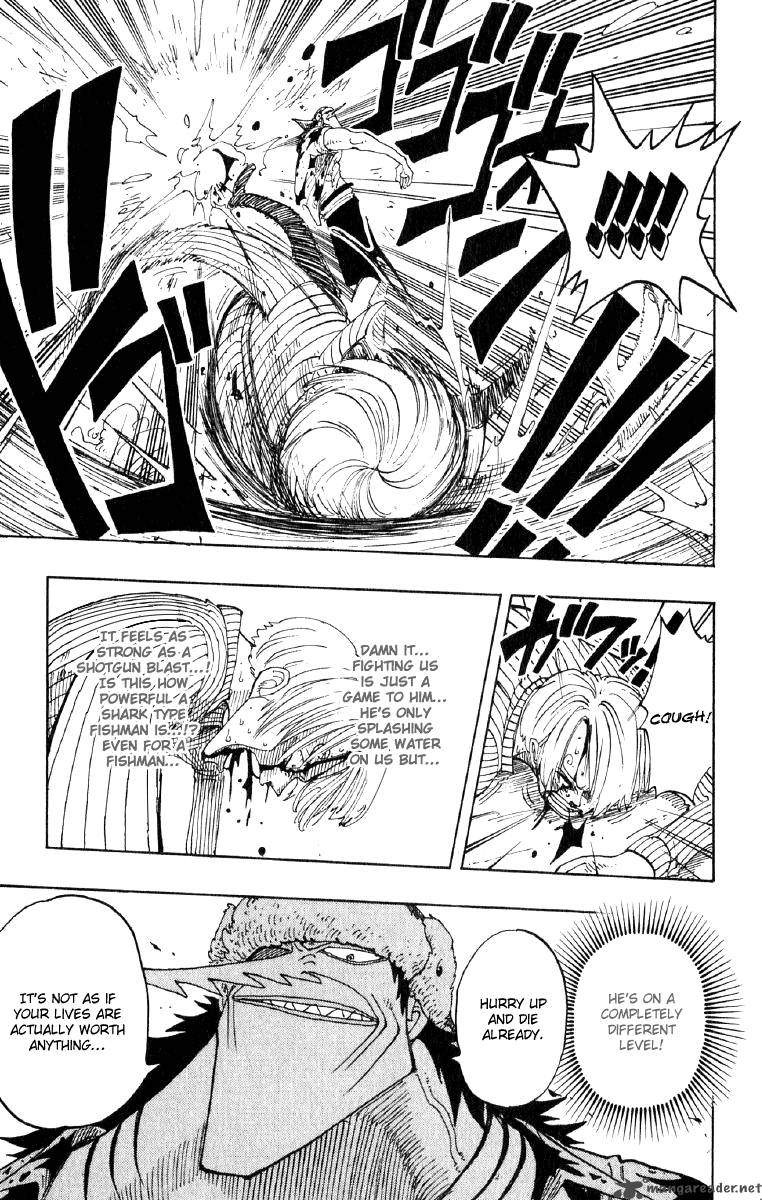 !!!!
!!!!
COUGH!
DAMN IT...
FIGHTING US
IS JUST A
GAME TO HIM...
HE'S ONLY
SPLASHING
SOME WATER
ON US BUT...
IT FEELS AS
STRONG AS A
SHOTGUN BLAST...!
IS THIS HOW
POWERFUL A
SHARK TYPE
FISHMAN IS...!?
EVEN FOR A
FISHMAN...
HE'S ON A
COMPLETELY
DIFFERENT
LEVEL!
HURRY UP
AND DIE
ALREADY.
IT'S NOT AS IF
YOUR LIVES ARE
ACTUALLY WORTH
ANYTHING...
mangareader.net